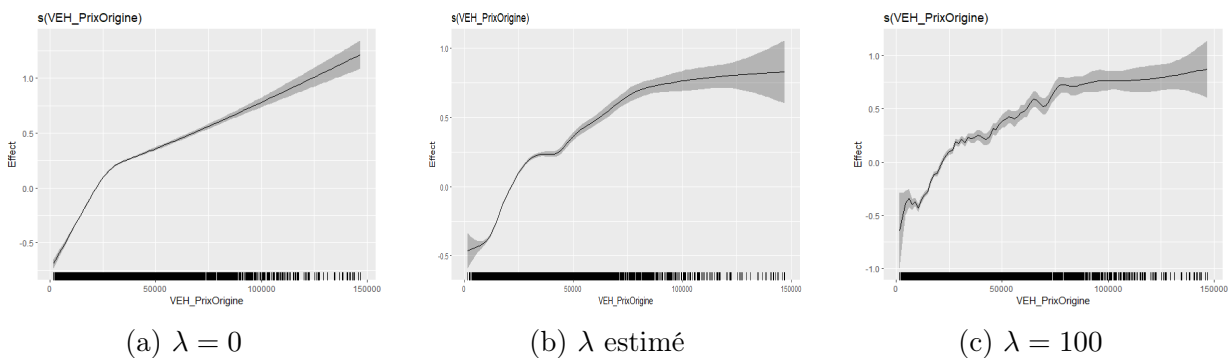 s(VEH_PrixOrigine)
1.0
0.5
0.0
-0.5
Effect
0
50000
100000
150000
VEH_PrixOrigine
(a) λ = 0
s(VEH_PrixOrigine)
1.0
0.5
0.0
-0.5
Effect
0
50000
100000
150000
VEH_PrixOrigine
(b) λ estimé
s(VEH_PrixOrigine)
1.0
0.5
0.0
-0.5
-1.0
Effect
0
50000
100000
150000
VEH_PrixOrigine
(c) λ = 100